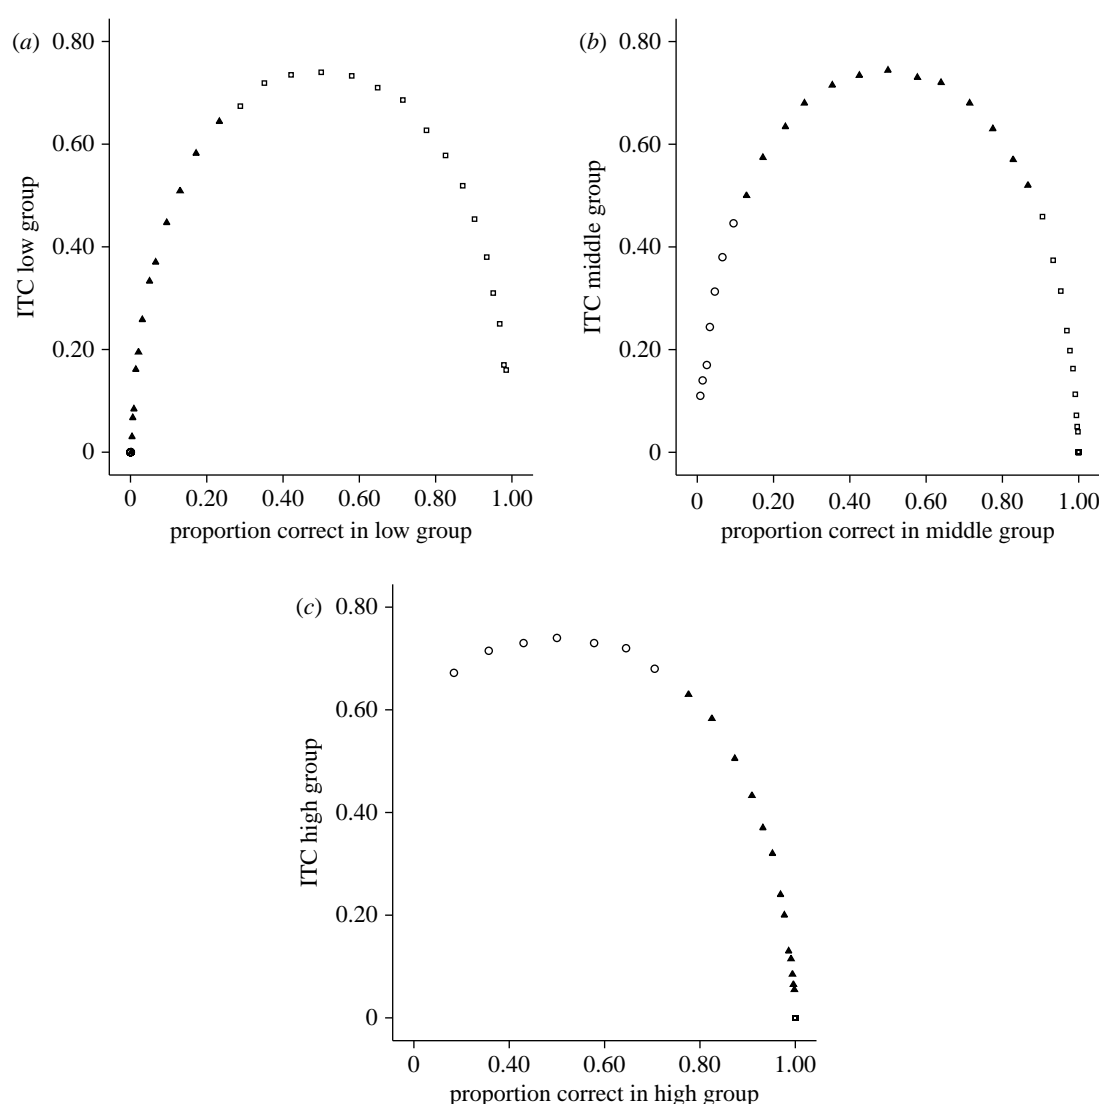 (a)
0.80
0.60
0.40
0.20
0
ITC low group
0 0.20 0.40 0.60 0.80 1.00
proportion correct in low group
(b)
0.80
0.60
0.40
0.20
0
ITC middle group
0 0.20 0.40 0.60 0.80 1.00
proportion correct in middle group
(c)
0.80
0.60
0.40
0.20
0
ITC high group
0 0.40 0.60 0.80 1.00
proportion correct in high group